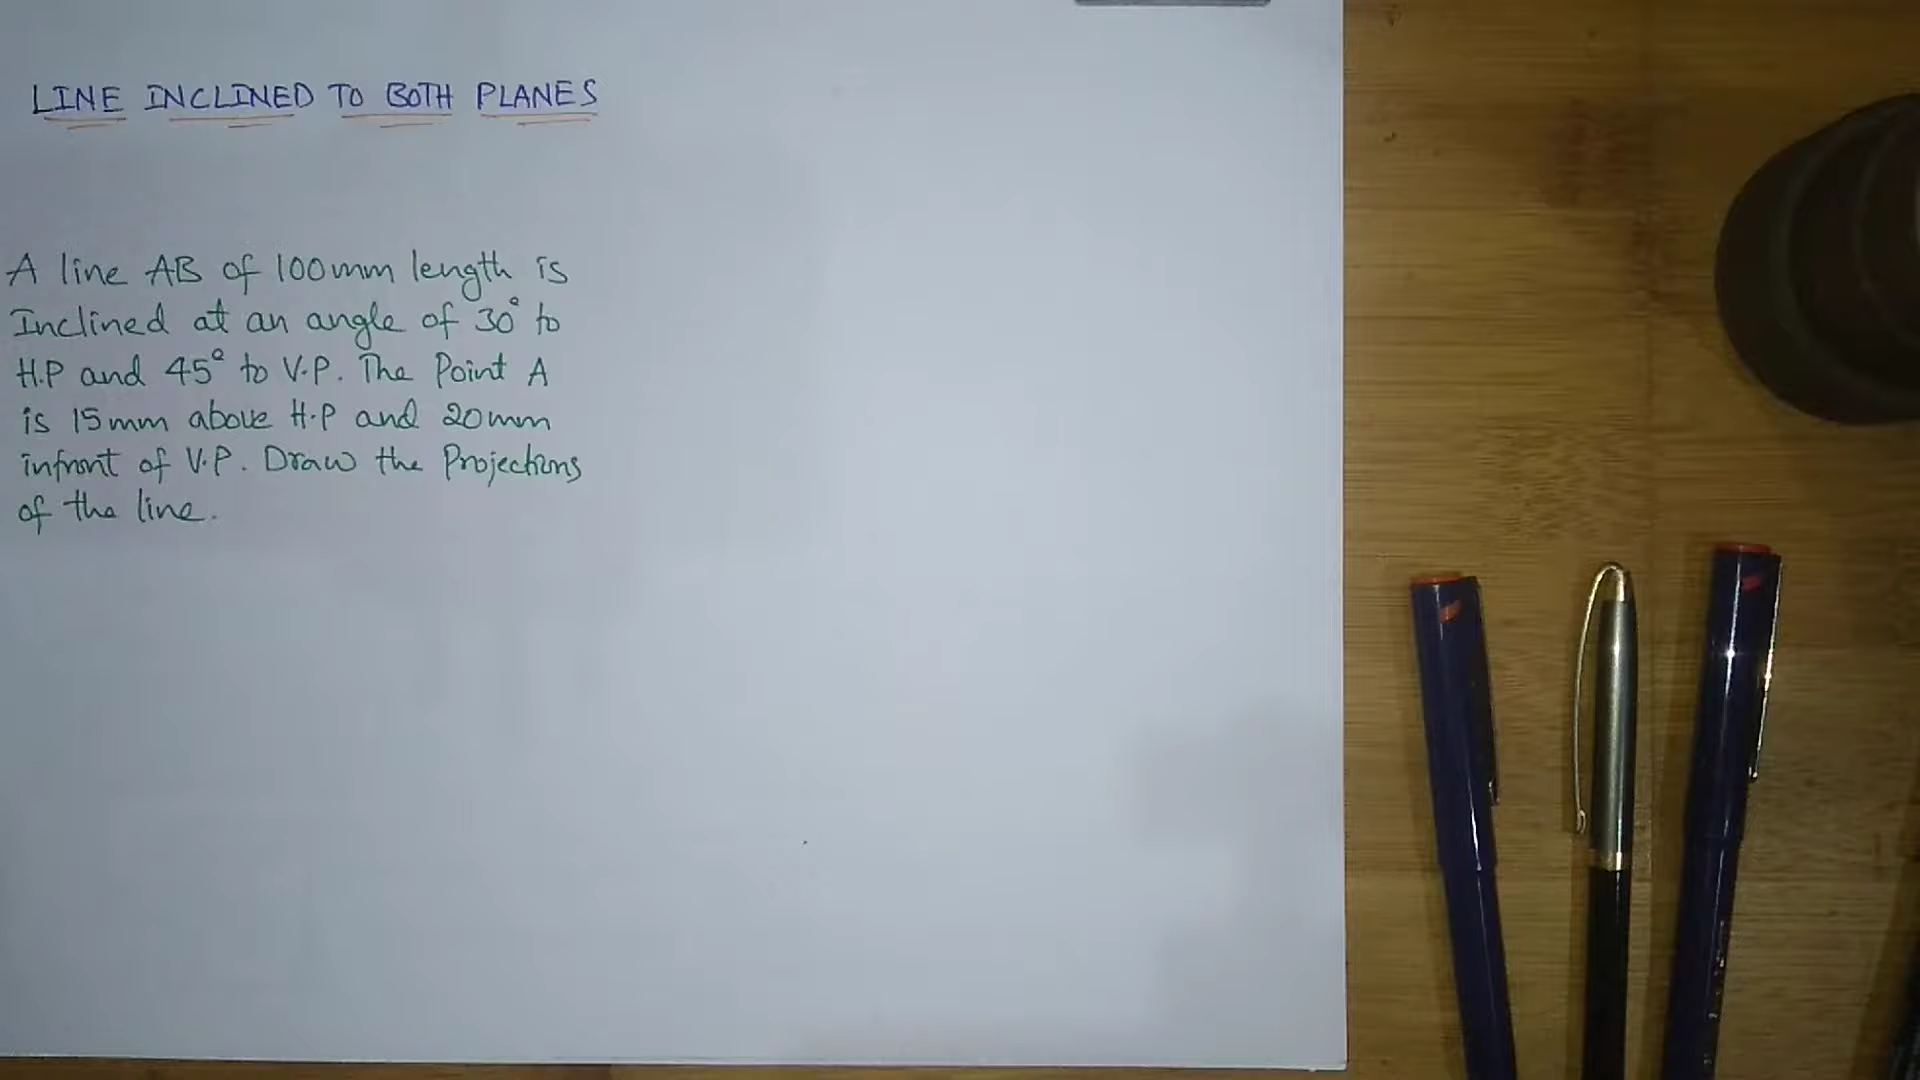 LINE INCLINED TO BOTH PLANES
A line AB of 100mm length is
Inclined at an angle of 30° to
H.P and 45° to V.P. The Point A
is 15mm above H.P and 20mm
infront of V.P. Draw the Projections
of the line.